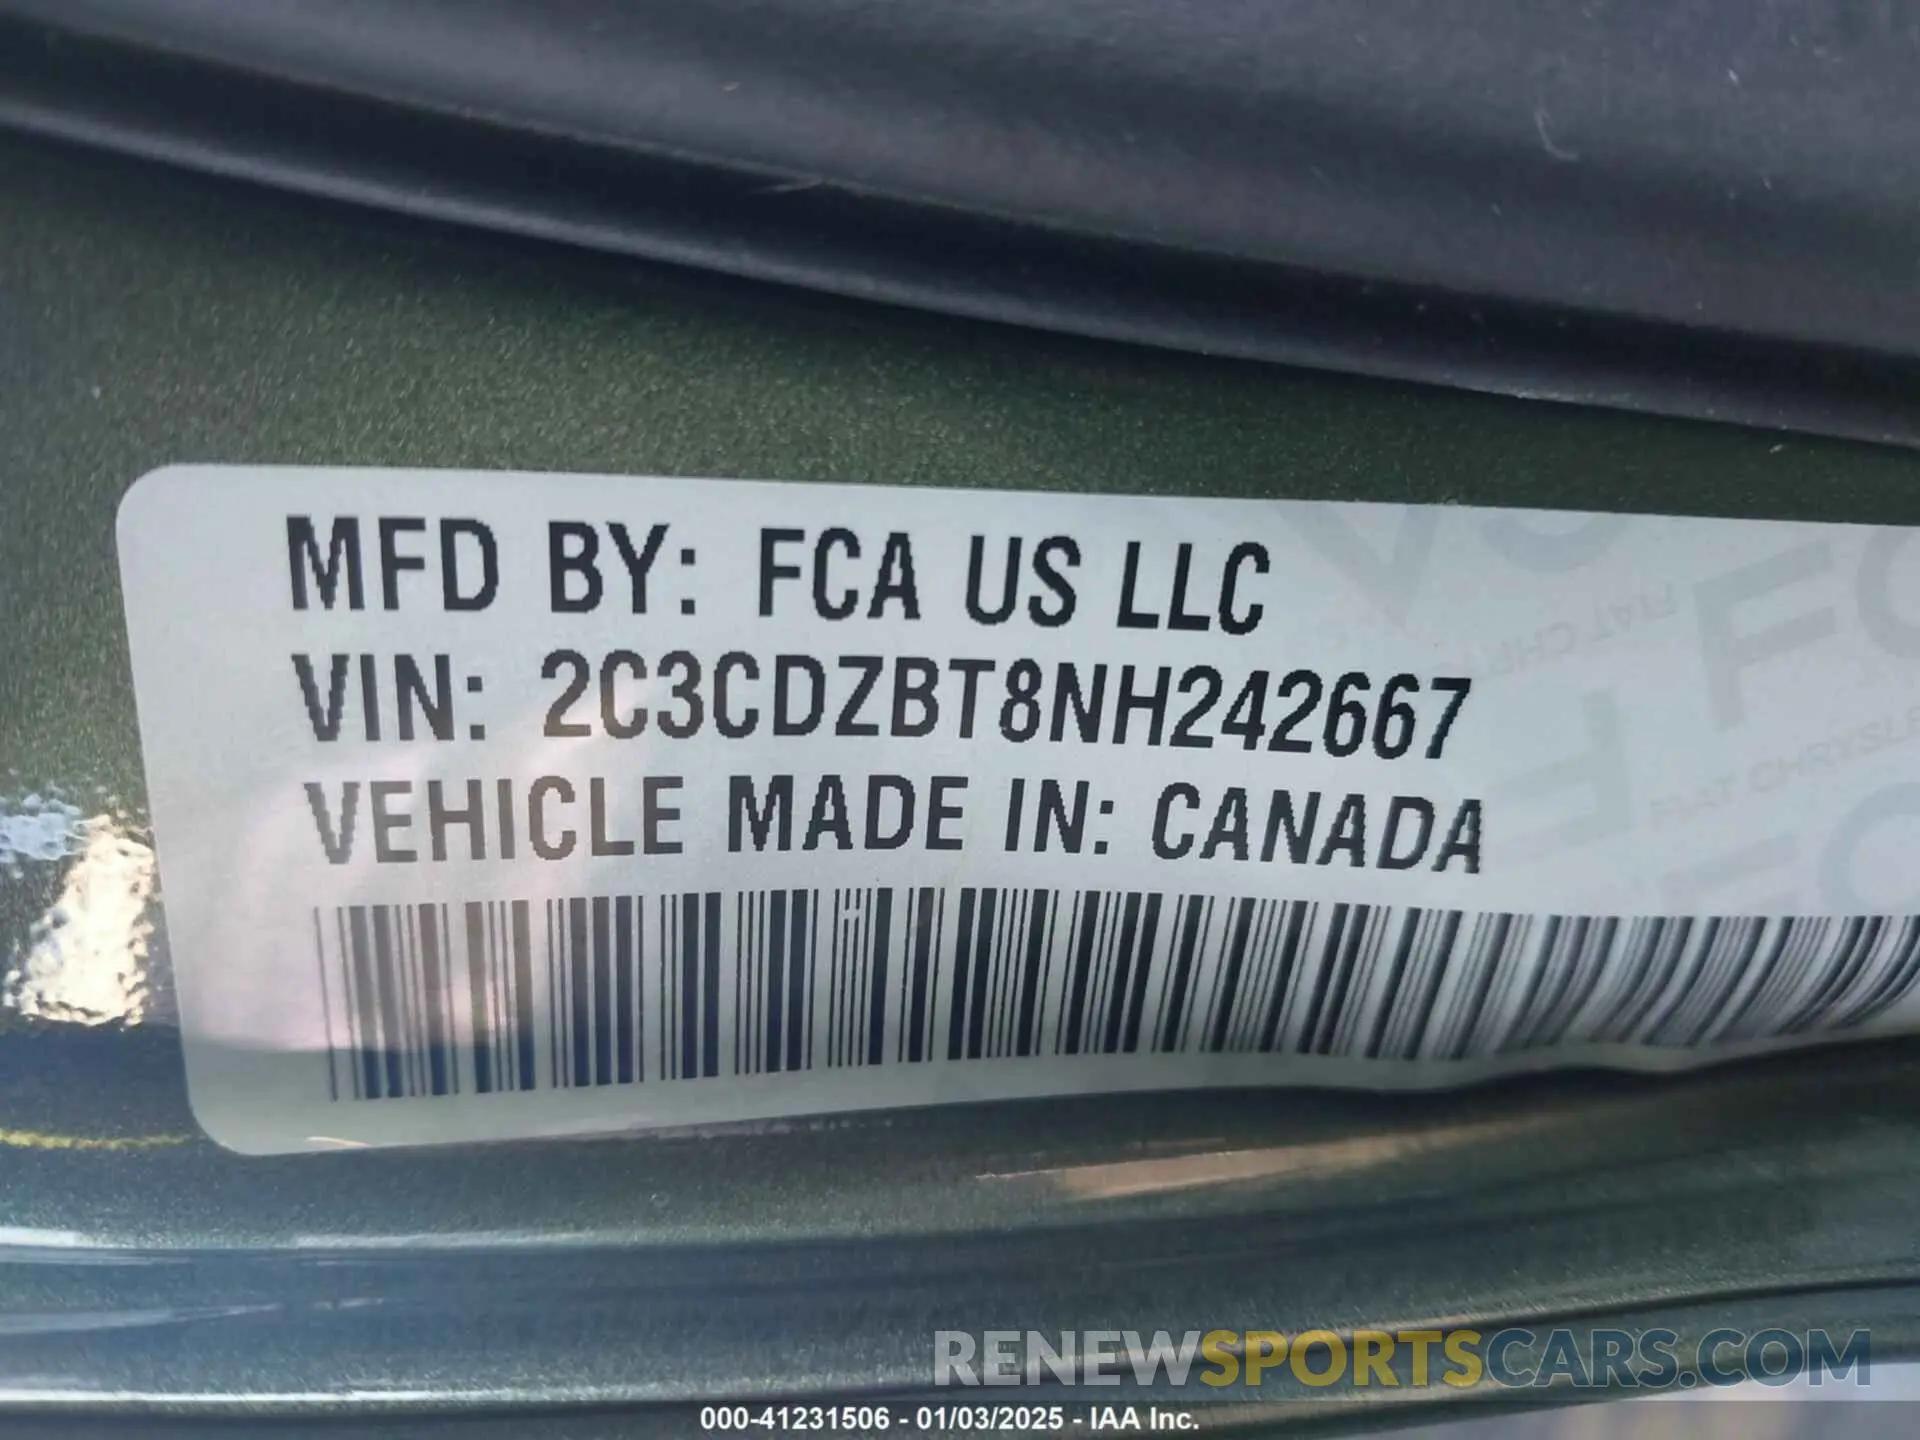 MFD BY: FCA US LLC
VIN: 2C3CDZBT8NH242667
VEHICLE MADE IN: CANADA
RENEWSPORTSCARS.COM
000-41231506 - 01/03/2025 - IAA Inc.